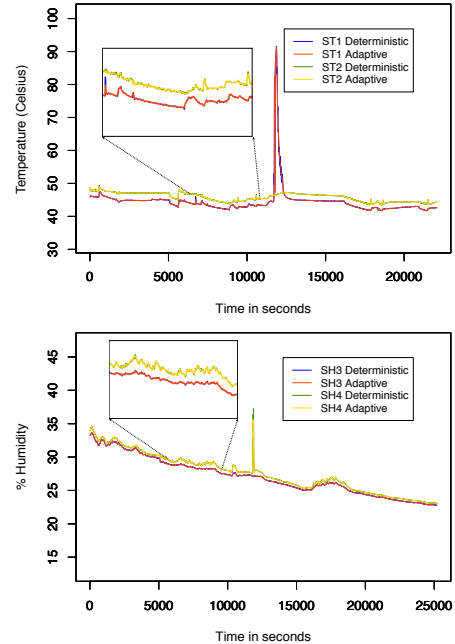 Temperature (Celsius)
100
90
80
70
60
50
40
30
ST1 Deterministic
ST1 Adaptive
ST2 Deterministic
ST2 Adaptive
0
5000
10000
15000
20000
Time in seconds
% Humidity
45
40
35
30
25
20
15
SH3 Deterministic
SH3 Adaptive
SH4 Deterministic
SH4 Adaptive
0
5000
10000
15000
20000
25000
Time in seconds